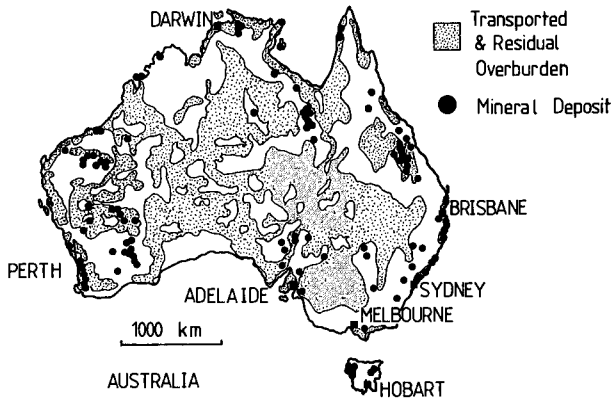 DARWIN
Transported
& Residual
Overburden
Mineral Deposit
BRISBANE
PERTH
ADELAIDE
SYDNEY
MELBOURNE
1000 km
AUSTRALIA
HOBART